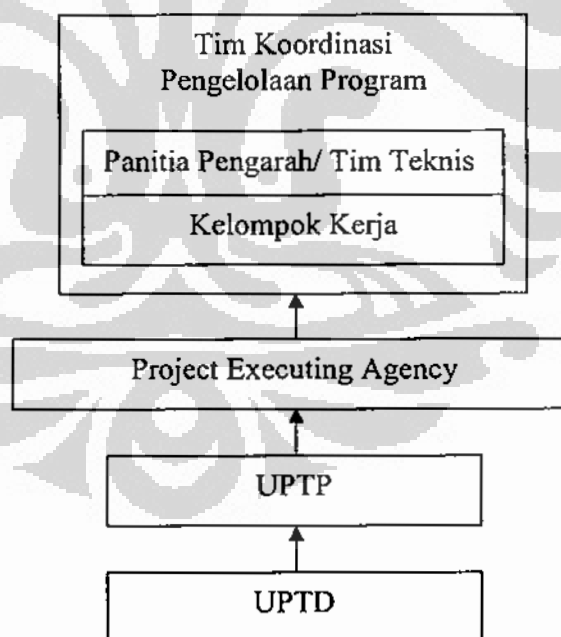 Tim Koordinasi
Pengelolaan Program
Panitia Pengarah/ Tim Teknis
Kelompok Kerja
Project Executing Agency
UPTP
UPTD